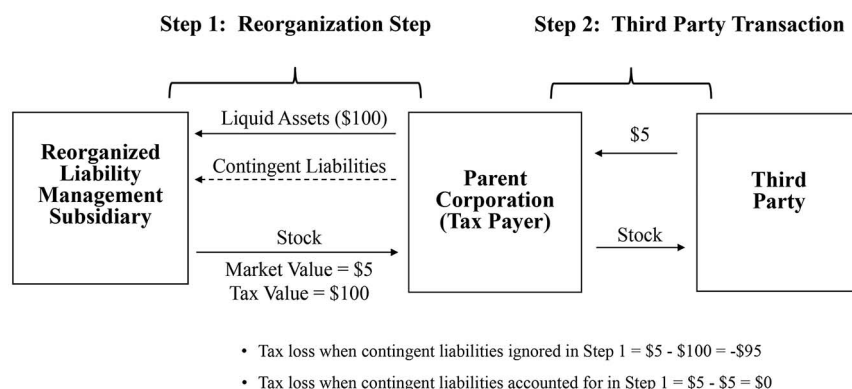 Step 1: Reorganization Step
Step 2: Third Party Transaction
Reorganized
Liability
Management
Subsidiary
Liquid Assets ($100)
Contingent Liabilities
Stock
Market Value = $5
Tax Value = $100
Parent
Corporation
(Tax Payer)
$5
Stock
Third
Party
• Tax loss when contingent liabilities ignored in Step 1 = $5 - $100 = -$95
• Tax loss when contingent liabilities accounted for in Step 1 = $5 - $5 = $0